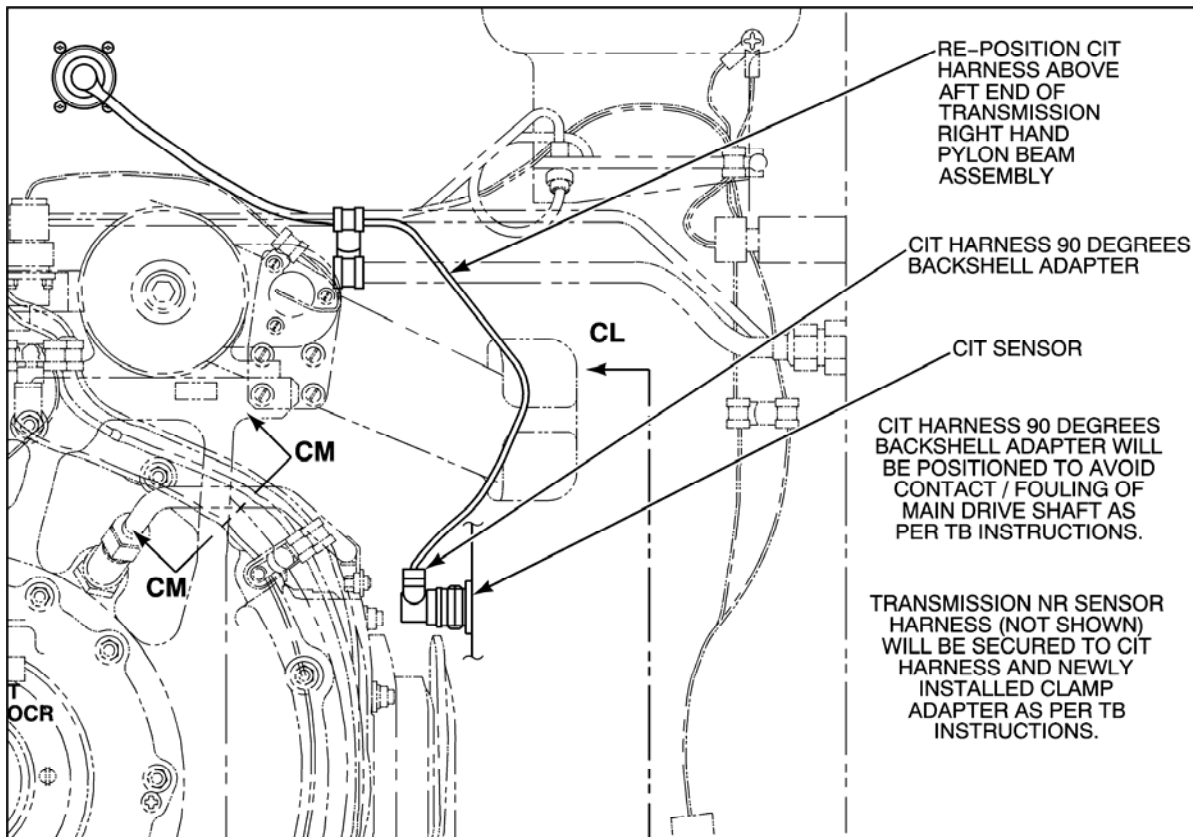 RE-POSITION CIT
HARNESS ABOVE
AFT END OF
TRANSMISSION
RIGHT HAND
PYLON BEAM
ASSEMBLY
CIT HARNESS 90 DEGREES
BACKSHELL ADAPTER
CL
CIT SENSOR
CIT HARNESS 90 DEGREES
BACKSHELL ADAPTER WILL
BE POSITIONED TO AVOID
CONTACT / FOULING OF
MAIN DRIVE SHAFT AS
PER TB INSTRUCTIONS.
CM
CM
TRANSMISSION NR SENSOR
HARNESS (NOT SHOWN)
WILL BE SECURED TO CIT
HARNESS AND NEWLY
INSTALLED CLAMP
ADAPTER AS PER TB
INSTRUCTIONS.
T
OCR